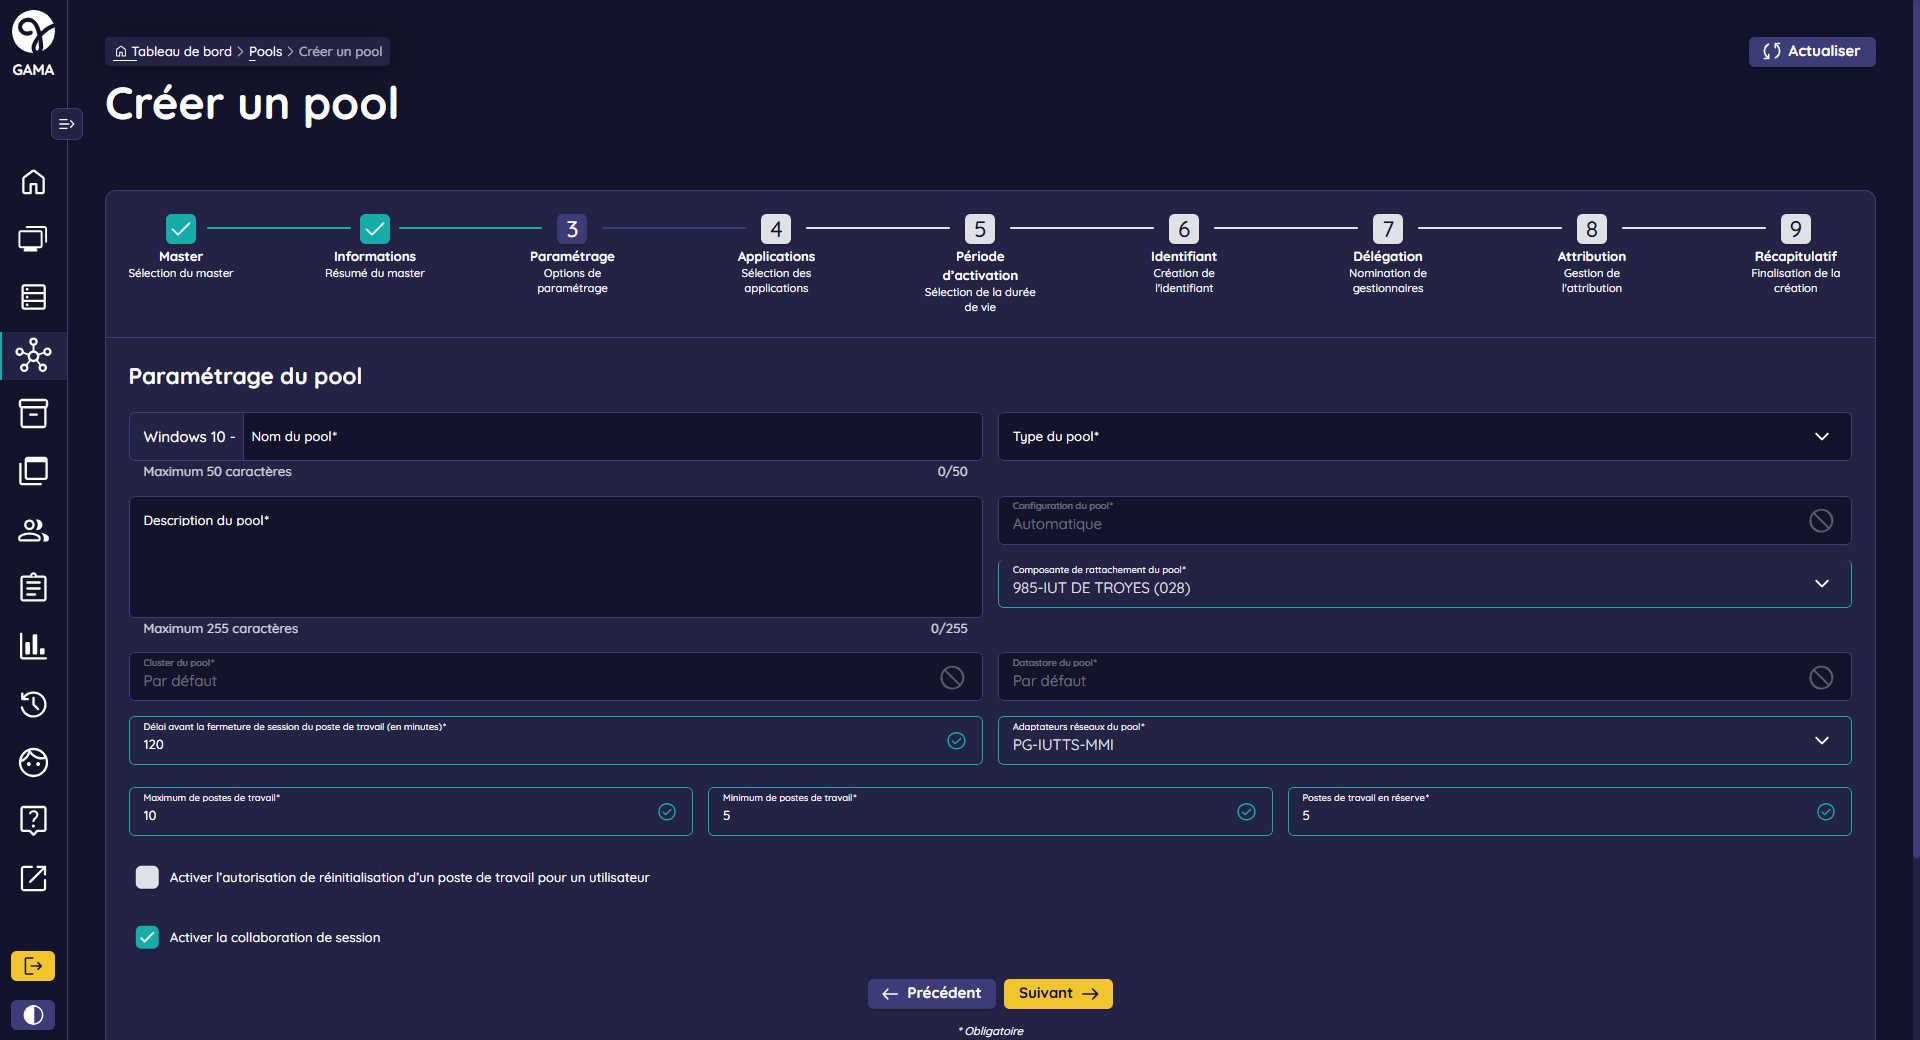 GAMA
Tableau de bord > Pools > Créer un pool
Actualiser
Créer un pool
Master
Sélection du master
Informations
Résumé du master
3
Paramétrage
Options de
paramétrage
4
Applications
Sélection des
applications
5
Période
d'activation
Sélection de la durée
de vie
6
Identifiant
Création de
l'identifiant
7
Délégation
Nomination de
gestionnaires
8
Attribution
Gestion de
l'attribution
9
Récapitulatif
Finalisation de la
création
Paramétrage du pool
Windows 10 - Nom du pool*
Maximum 50 caractères 0/50
Type du pool*
Description du pool*
Maximum 255 caractères 0/255
Configuration du pool*
Automatique
Composante de rattachement du pool*
985-IUT DE TROYES (028)
Cluster du pool*
Par défaut
Datastore du pool*
Par défaut
Délai avant la fermeture de session du poste de travail (en minutes)*
120
Adaptateurs réseaux du pool*
PG-IUTTS-MMI
Maximum de postes de travail*
10
Minimum de postes de travail*
5
Postes de travail en réserve*
5
Activer l'autorisation de réinitialisation d'un poste de travail pour un utilisateur
Activer la collaboration de session
Précédent
Suivant
* Obligatoire